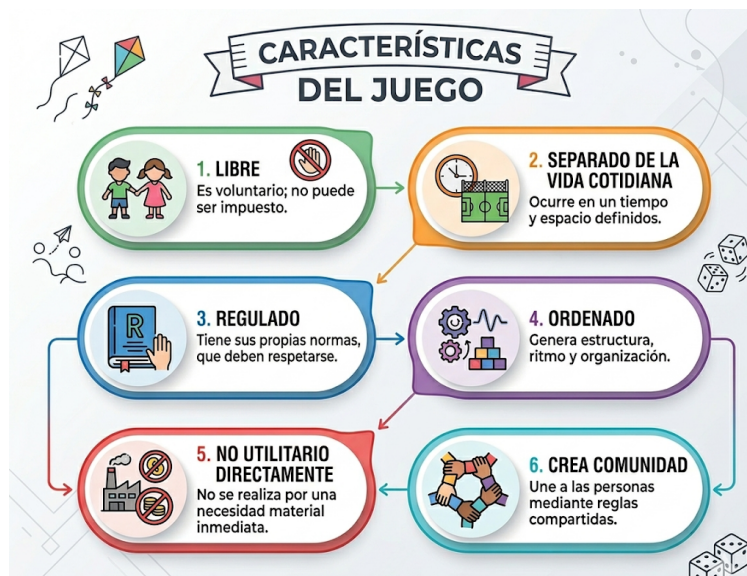 CARACTERÍSTICAS
DEL JUEGO
1. LIBRE
Es voluntario; no puede
ser impuesto.
2. SEPARADO DE LA
VIDA COTIDIANA
Ocurre en un tiempo
y espacio definidos.
3. REGULADO
Tiene sus propias normas,
que deben respetarse.
R
4. ORDENADO
Genera estructura,
ritmo y organización.
5. NO UTILITARIO
DIRECTAMENTE
No se realiza por una
necesidad material
inmediata.
6. CREA COMUNIDAD
Une a las personas
mediante reglas
compartidas.